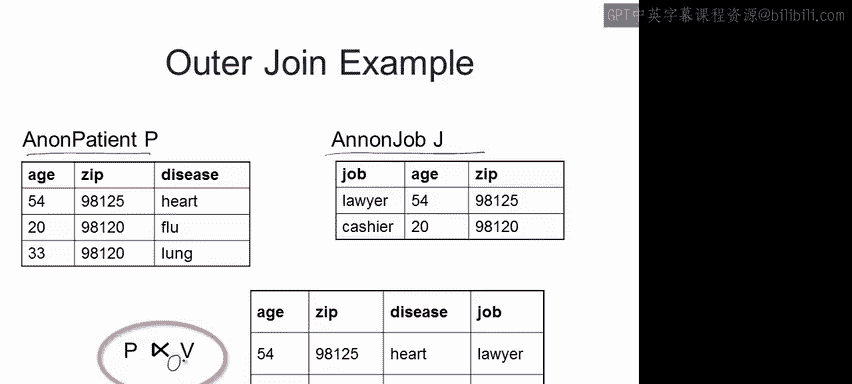 GPT中英字幕课程资源@bilibili.com
Outer Join Example
AnonPatient P
AnnonJob J
age zip disease
54 98125 heart
20 98120 flu
33 98120 lung
job age zip
lawyer 54 98125
cashier 20 98120
age zip disease job
54 98125 heart lawyer
P ⋉ V
o